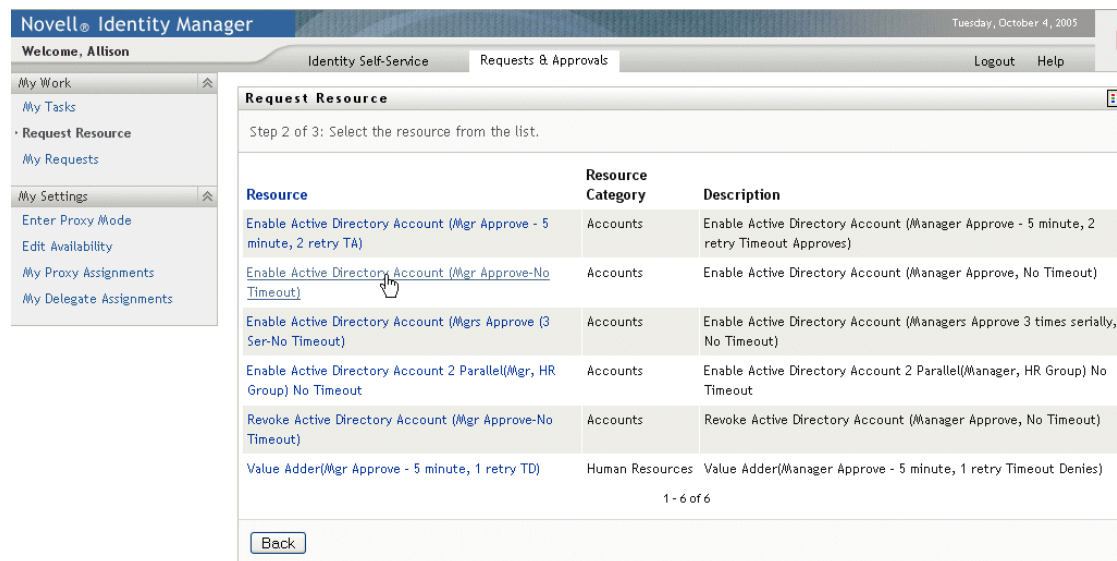 Novell® Identity Manager
Tuesday, October 4, 2005
Welcome, Allison
Identity Self-Service
Requests & Approvals
Logout
Help
My Work
My Tasks
Request Resource
My Requests
My Settings
Enter Proxy Mode
Edit Availability
My Proxy Assignments
My Delegate Assignments
Request Resource
Step 2 of 3: Select the resource from the list.
Resource
Resource
Category
Description
Enable Active Directory Account (Mgr Approve - 5
minute, 2 retry TA)
Accounts
Enable Active Directory Account (Manager Approve - 5 minute, 2
retry Timeout Approves)
Enable Active Directory Account (Mgr Approve-No
Timeout)
Accounts
Enable Active Directory Account (Manager Approve, No Timeout)
Enable Active Directory Account (Mgrs Approve (3
Ser-No Timeout)
Accounts
Enable Active Directory Account (Managers Approve 3 times serially,
No Timeout)
Enable Active Directory Account 2 Parallel(Mgr, HR
Group) No Timeout
Accounts
Enable Active Directory Account 2 Parallel(Manager, HR Group) No
Timeout
Revoke Active Directory Account (Mgr Approve-No
Timeout)
Accounts
Revoke Active Directory Account (Manager Approve, No Timeout)
Value Adder(Mgr Approve - 5 minute, 1 retry TD)
Human Resources
Value Adder(Manager Approve - 5 minute, 1 retry Timeout Denies)
1 - 6 of 6
Back